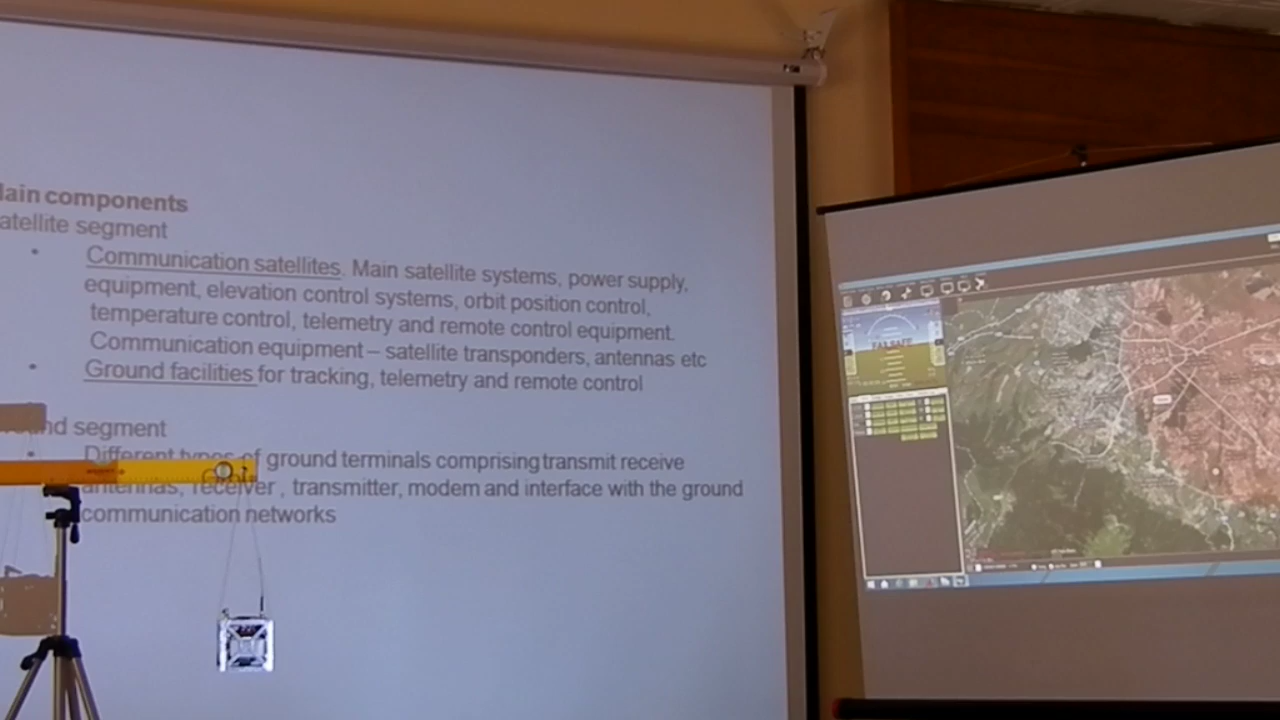 lain components
atellite segment
• Communication satellites. Main satellite systems, power supply,
equipment, elevation control systems, orbit position control,
temperature control, telemetry and remote control equipment.
Communication equipment – satellite transponders, antennas etc
• Ground facilities for tracking, telemetry and remote control
nd segment
• Different types of ground terminals comprising transmit receive
antennas, receiver , transmitter, modem and interface with the ground
communication networks